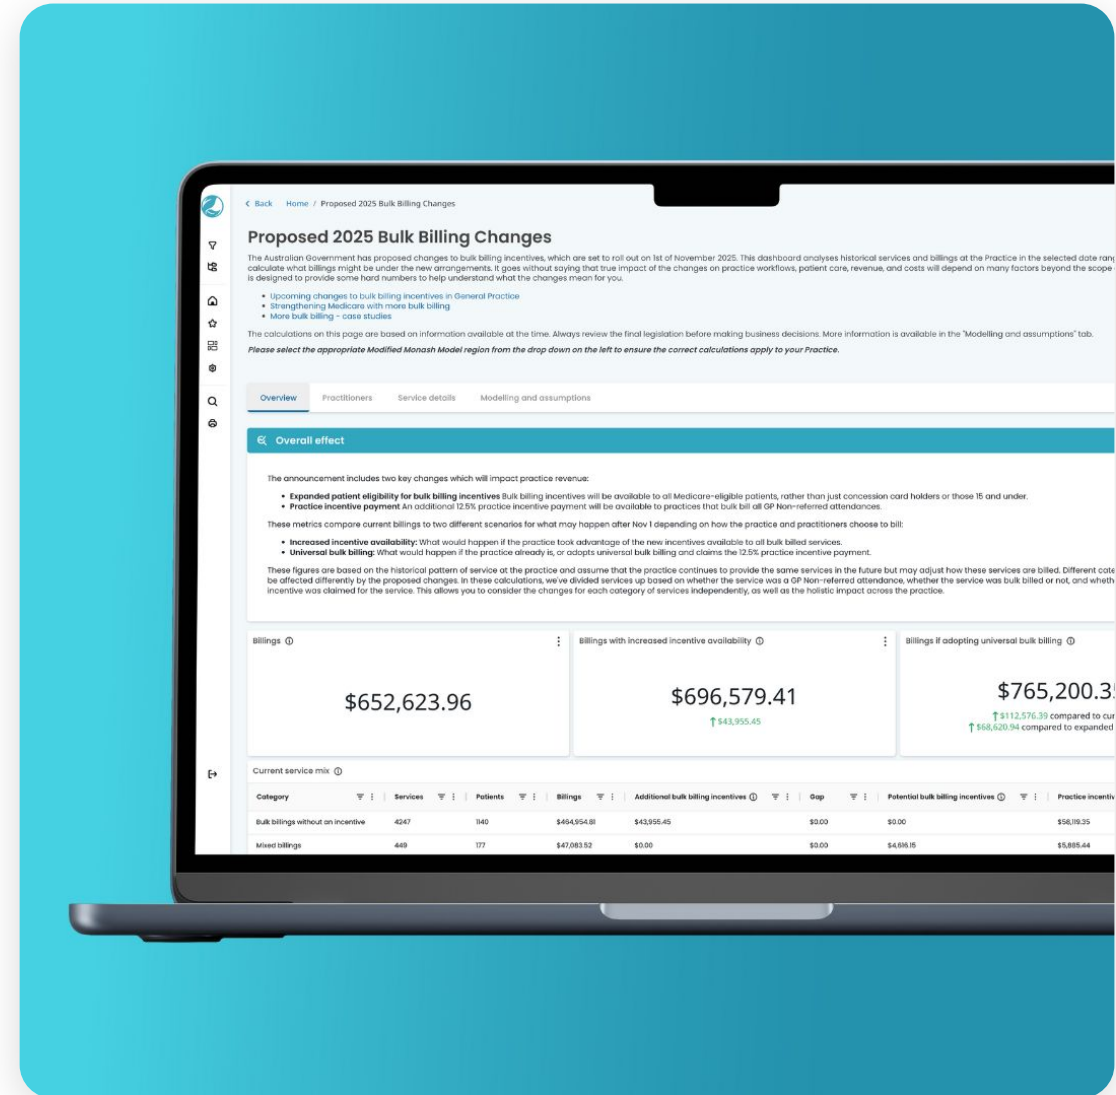 Back Home / Proposed 2025 Bulk Billing Changes
Proposed 2025 Bulk Billing Changes
The Australian Government has proposed changes to bulk billing incentives, which are set to roll out on 1st of November 2025. This dashboard analyses historical services and billings at the Practice in the selected date
calculate what billings might be under the new arrangements. It goes without saying that true impact of the changes on practice workflows, patient care, revenue, and costs will depend on many factors beyond the scope
is designed to provide some hard numbers to help understand what the changes mean for you.
• Upcoming changes to bulk billing incentives in General Practice
• Strengthening Medicare with more bulk billing
• More bulk billing - case studies
The calculations on this page are based on information available at the time. Always review the final legislation before making business decisions. More information is available in the "Modelling and assumptions" tab.
Please select the appropriate Modified Monash Model region from the drop down on the left to ensure the correct calculations apply to your Practice.
Overview Practitioners Service details Modelling and assumptions
Overall effect
The announcement includes two key changes which will impact practice revenue:
• Expanded patient eligibility for bulk billing incentives Bulk billing incentives will be available to all Medicare-eligible patients, rather than just concession card holders or those 15 and under.
• Practice incentive payment An additional 12.5% practice incentive payment will be available to practices that bulk bill all GP Non-referred attendances.
These metrics compare current billings to two different scenarios for what may happen after Nov 1 depending on how the practice and practitioners choose to bill:
• Increased incentive availability: What would happen if the practice took advantage of the new incentives available to all bulk billed services.
• Universal bulk billing: What would happen if the practice already is, or adopts universal bulk billing and claims the 12.5% practice incentive payment.
These figures are based on the historical pattern of service at the practice and assume that the practice continues to provide the same services in the future but may adjust how these services are billed. Different
be affected differently by the proposed changes. In these calculations, we've divided services up based on whether the service was a GP Non-referred attendance, whether the service was bulk billed or not, and
incentive was claimed for the service. This allows you to consider the changes for each category of services independently, as well as the holistic impact across the practice.
Billings Billings with increased incentive availability Billings if adopting universal bulk billing
$652,623.96 $696,579.41 $765,200.3
↑ $43,955.45 ↑ $112,576.39 compared to
↑ $68,620.94 compared to expanded
Current service mix
Category Services Patients Billings Additional bulk billing incentives Gap Potential bulk billing incentives Practice
Bulk billings without an incentive 4247 1140 $464,954.81 $43,955.45 $0.00 $0.00 $58,119.35
Mixed billings 449 177 $47,083.52 $0.00 $0.00 $4,616.15 $5,885.44